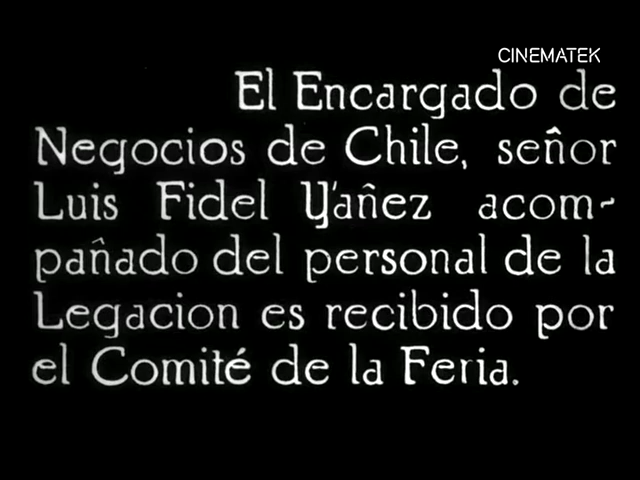 CINEMATEK
El Encargado de
Negocios de Chile, señor
Luis Fidel Yáñez acom-
pañado del personal de la
Legacion es recibido por
el Comité de la Feria.